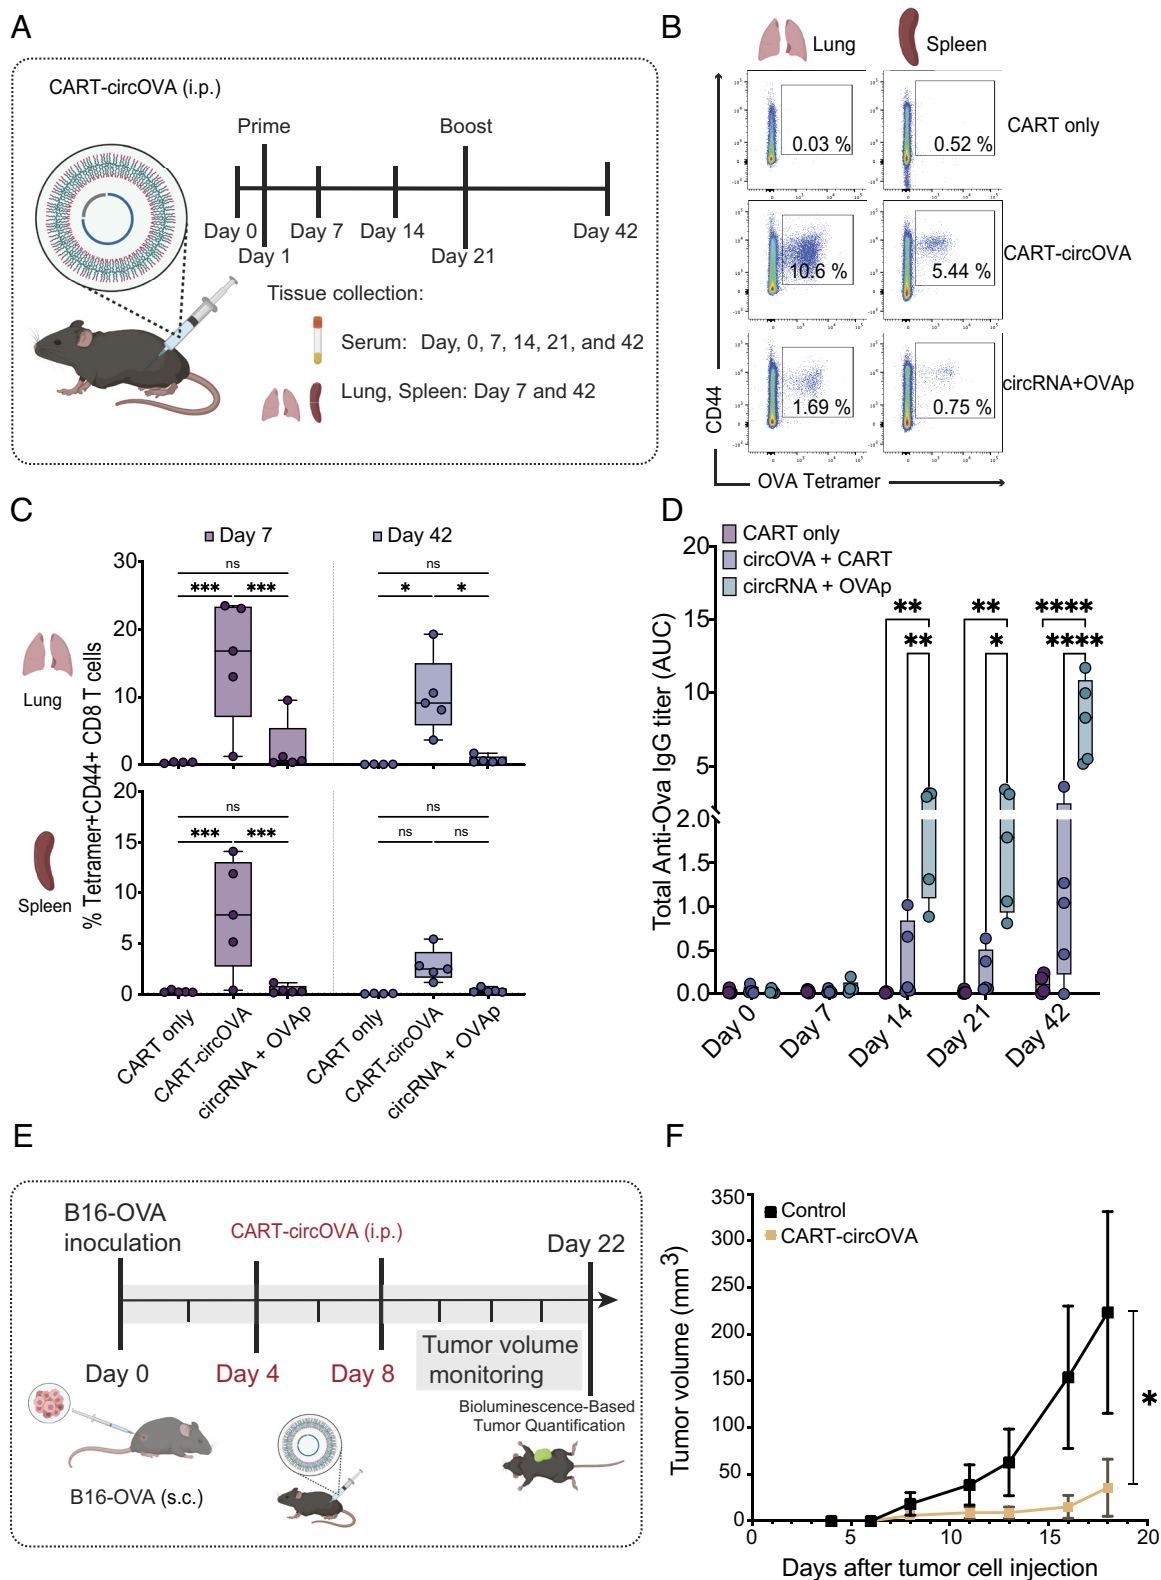 A
CART-circOVA (i.p.)
Prime
Boost
Day 0
Day 1
Day 7
Day 14
Day 21
Day 42
Tissue collection:
Serum: Day, 0, 7, 14, 21, and 42
Lung, Spleen: Day 7 and 42
B
Lung
Spleen
0.03 %
0.52 %
CART only
10.6 %
5.44 %
CART-circOVA
1.69 %
0.75 %
circRNA+OVAp
CD44
OVA Tetramer
C
Day 7
Day 42
% Tetramer+CD44+ CD8 T cells
Lung
30
20
10
0
ns
*** ***
ns
* *
Spleen
20
15
10
5
0
ns
*** ***
ns
ns ns
CART only
CART-circOVA
circRNA + OVAp
CART only
CART-circOVA
circRNA + OVAp
D
CART only
circOVA + CART
circRNA + OVAp
Total Anti-Ova IgG titer (AUC)
20
15
10
5
2.0
1.5
1.0
0.5
0.0
** ** ****
** * ****
Day 0
Day 7
Day 14
Day 21
Day 42
E
B16-OVA
inoculation
CART-circOVA (i.p.)
Day 22
Day 0
Day 4
Day 8
Tumor volume
monitoring
Bioluminescence-Based
Tumor Quantification
B16-OVA (s.c.)
F
Control
CART-circOVA
Tumor volume (mm3)
350
300
250
200
150
100
50
0
*
0 5 10 15 20
Days after tumor cell injection